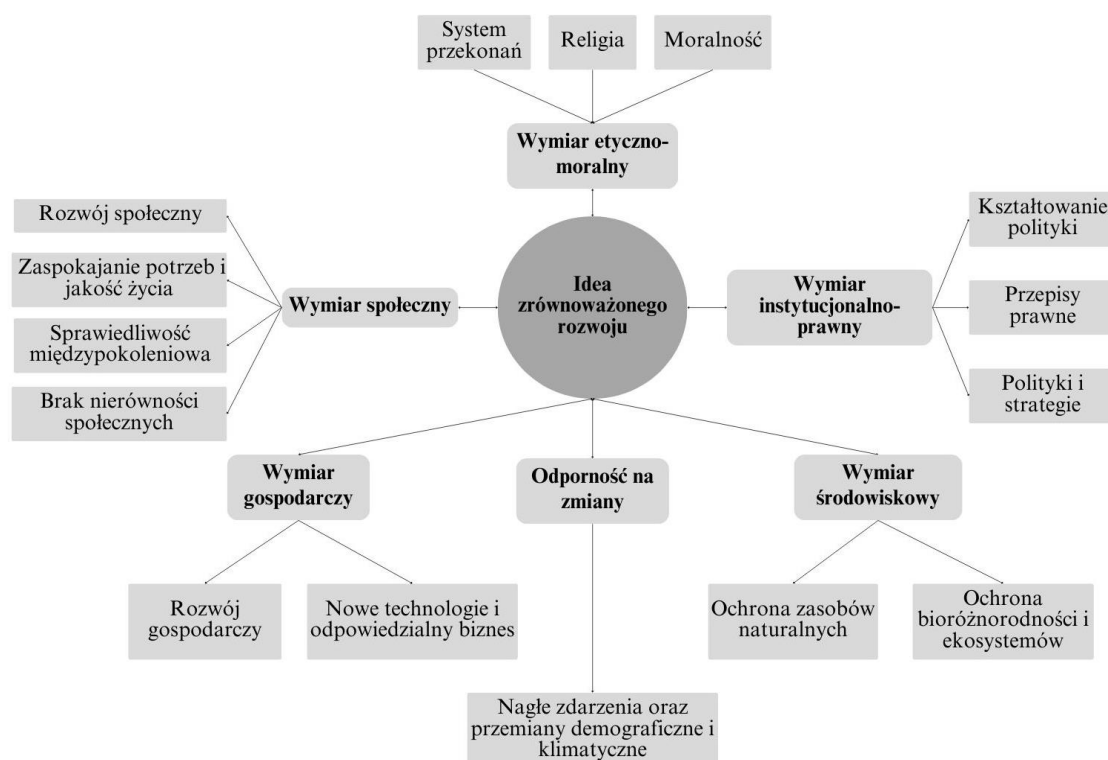 System
przekonań
Religia
Moralność
Wymiar etyczno-
moralny
Rozwój społeczny
Zaspokajanie potrzeb i
jakość życia
Sprawiedliwość
międzypokoleniowa
Brak nierówności
społecznych
Wymiar społeczny
Idea
zrównoważonego
rozwoju
Wymiar
instytucjonalno-
prawny
Kształtowanie
polityki
Przepisy
prawne
Polityki i
strategie
Wymiar
gospodarczy
Odporność na
zmiany
Wymiar
środowiskowy
Rozwój
gospodarczy
Nowe technologie i
odpowiedzialny biznes
Ochrona zasobów
naturalnych
Ochrona
bioróżnorodności i
ekosystemów
Nagłe zdarzenia oraz
przemiany demograficzne i
klimatyczne